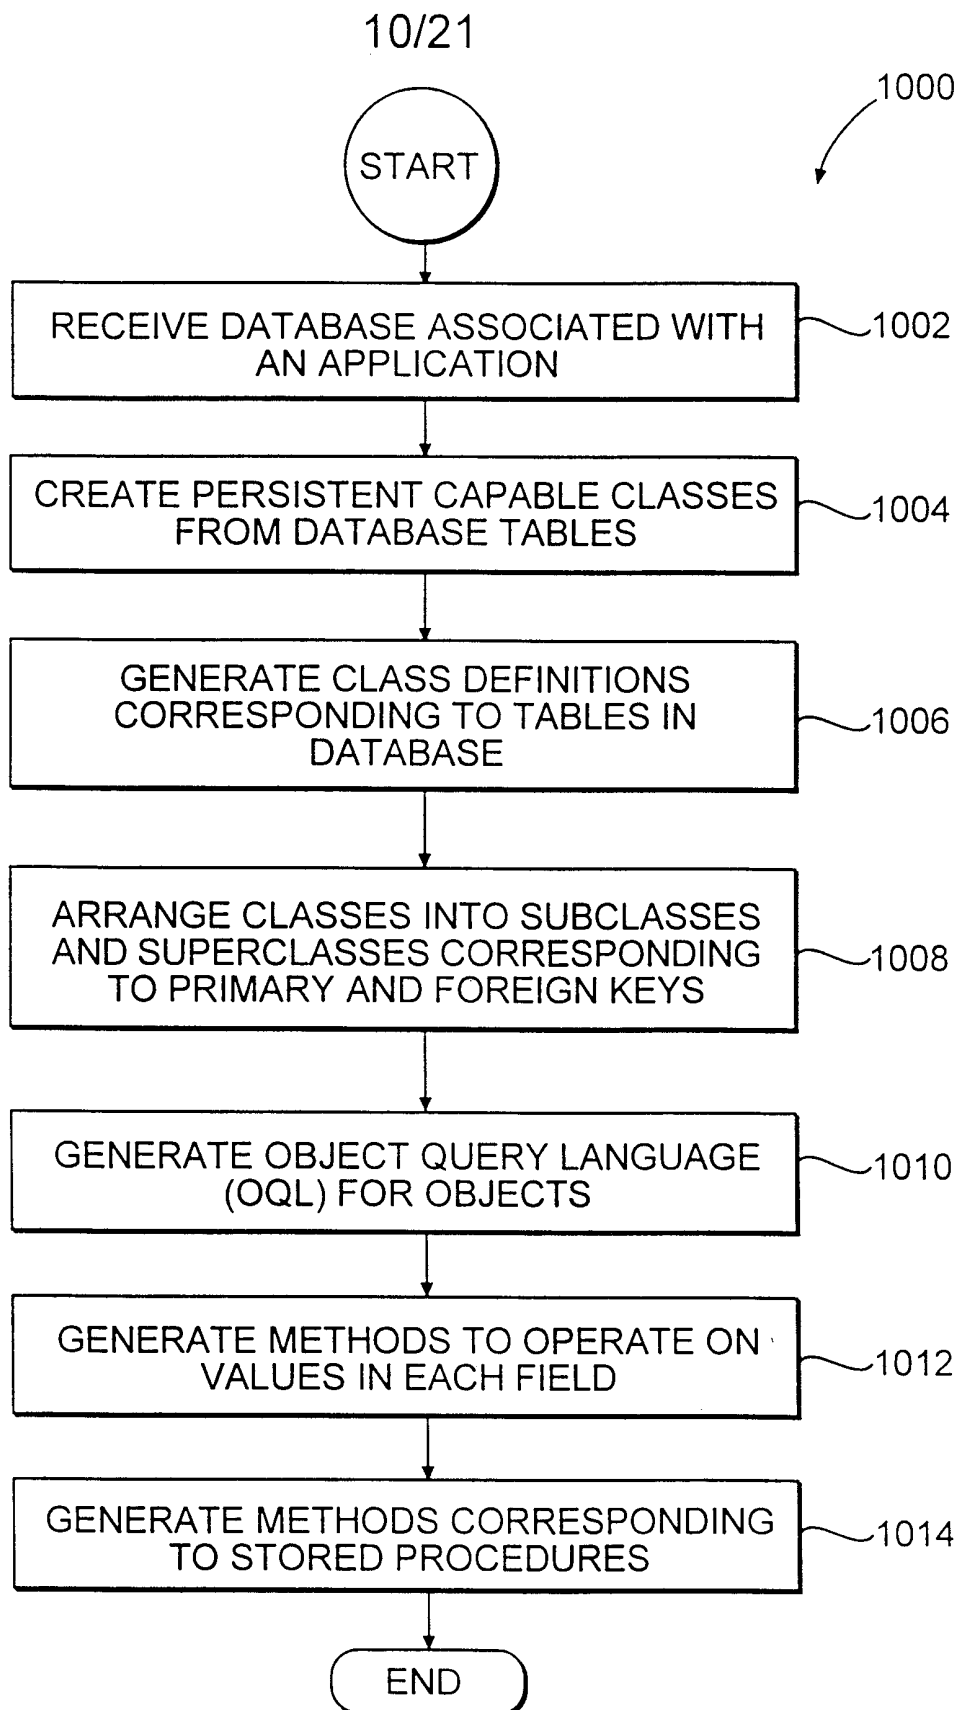 10/21
1000
START
RECEIVE DATABASE ASSOCIATED WITH
AN APPLICATION
1002
CREATE PERSISTENT CAPABLE CLASSES
FROM DATABASE TABLES
1004
GENERATE CLASS DEFINITIONS
CORRESPONDING TO TABLES IN
DATABASE
1006
ARRANGE CLASSES INTO SUBCLASSES
AND SUPERCLASSES CORRESPONDING
TO PRIMARY AND FOREIGN KEYS
1008
GENERATE OBJECT QUERY LANGUAGE
(OQL) FOR OBJECTS
1010
GENERATE METHODS TO OPERATE ON
VALUES IN EACH FIELD
1012
GENERATE METHODS CORRESPONDING
TO STORED PROCEDURES
1014
END